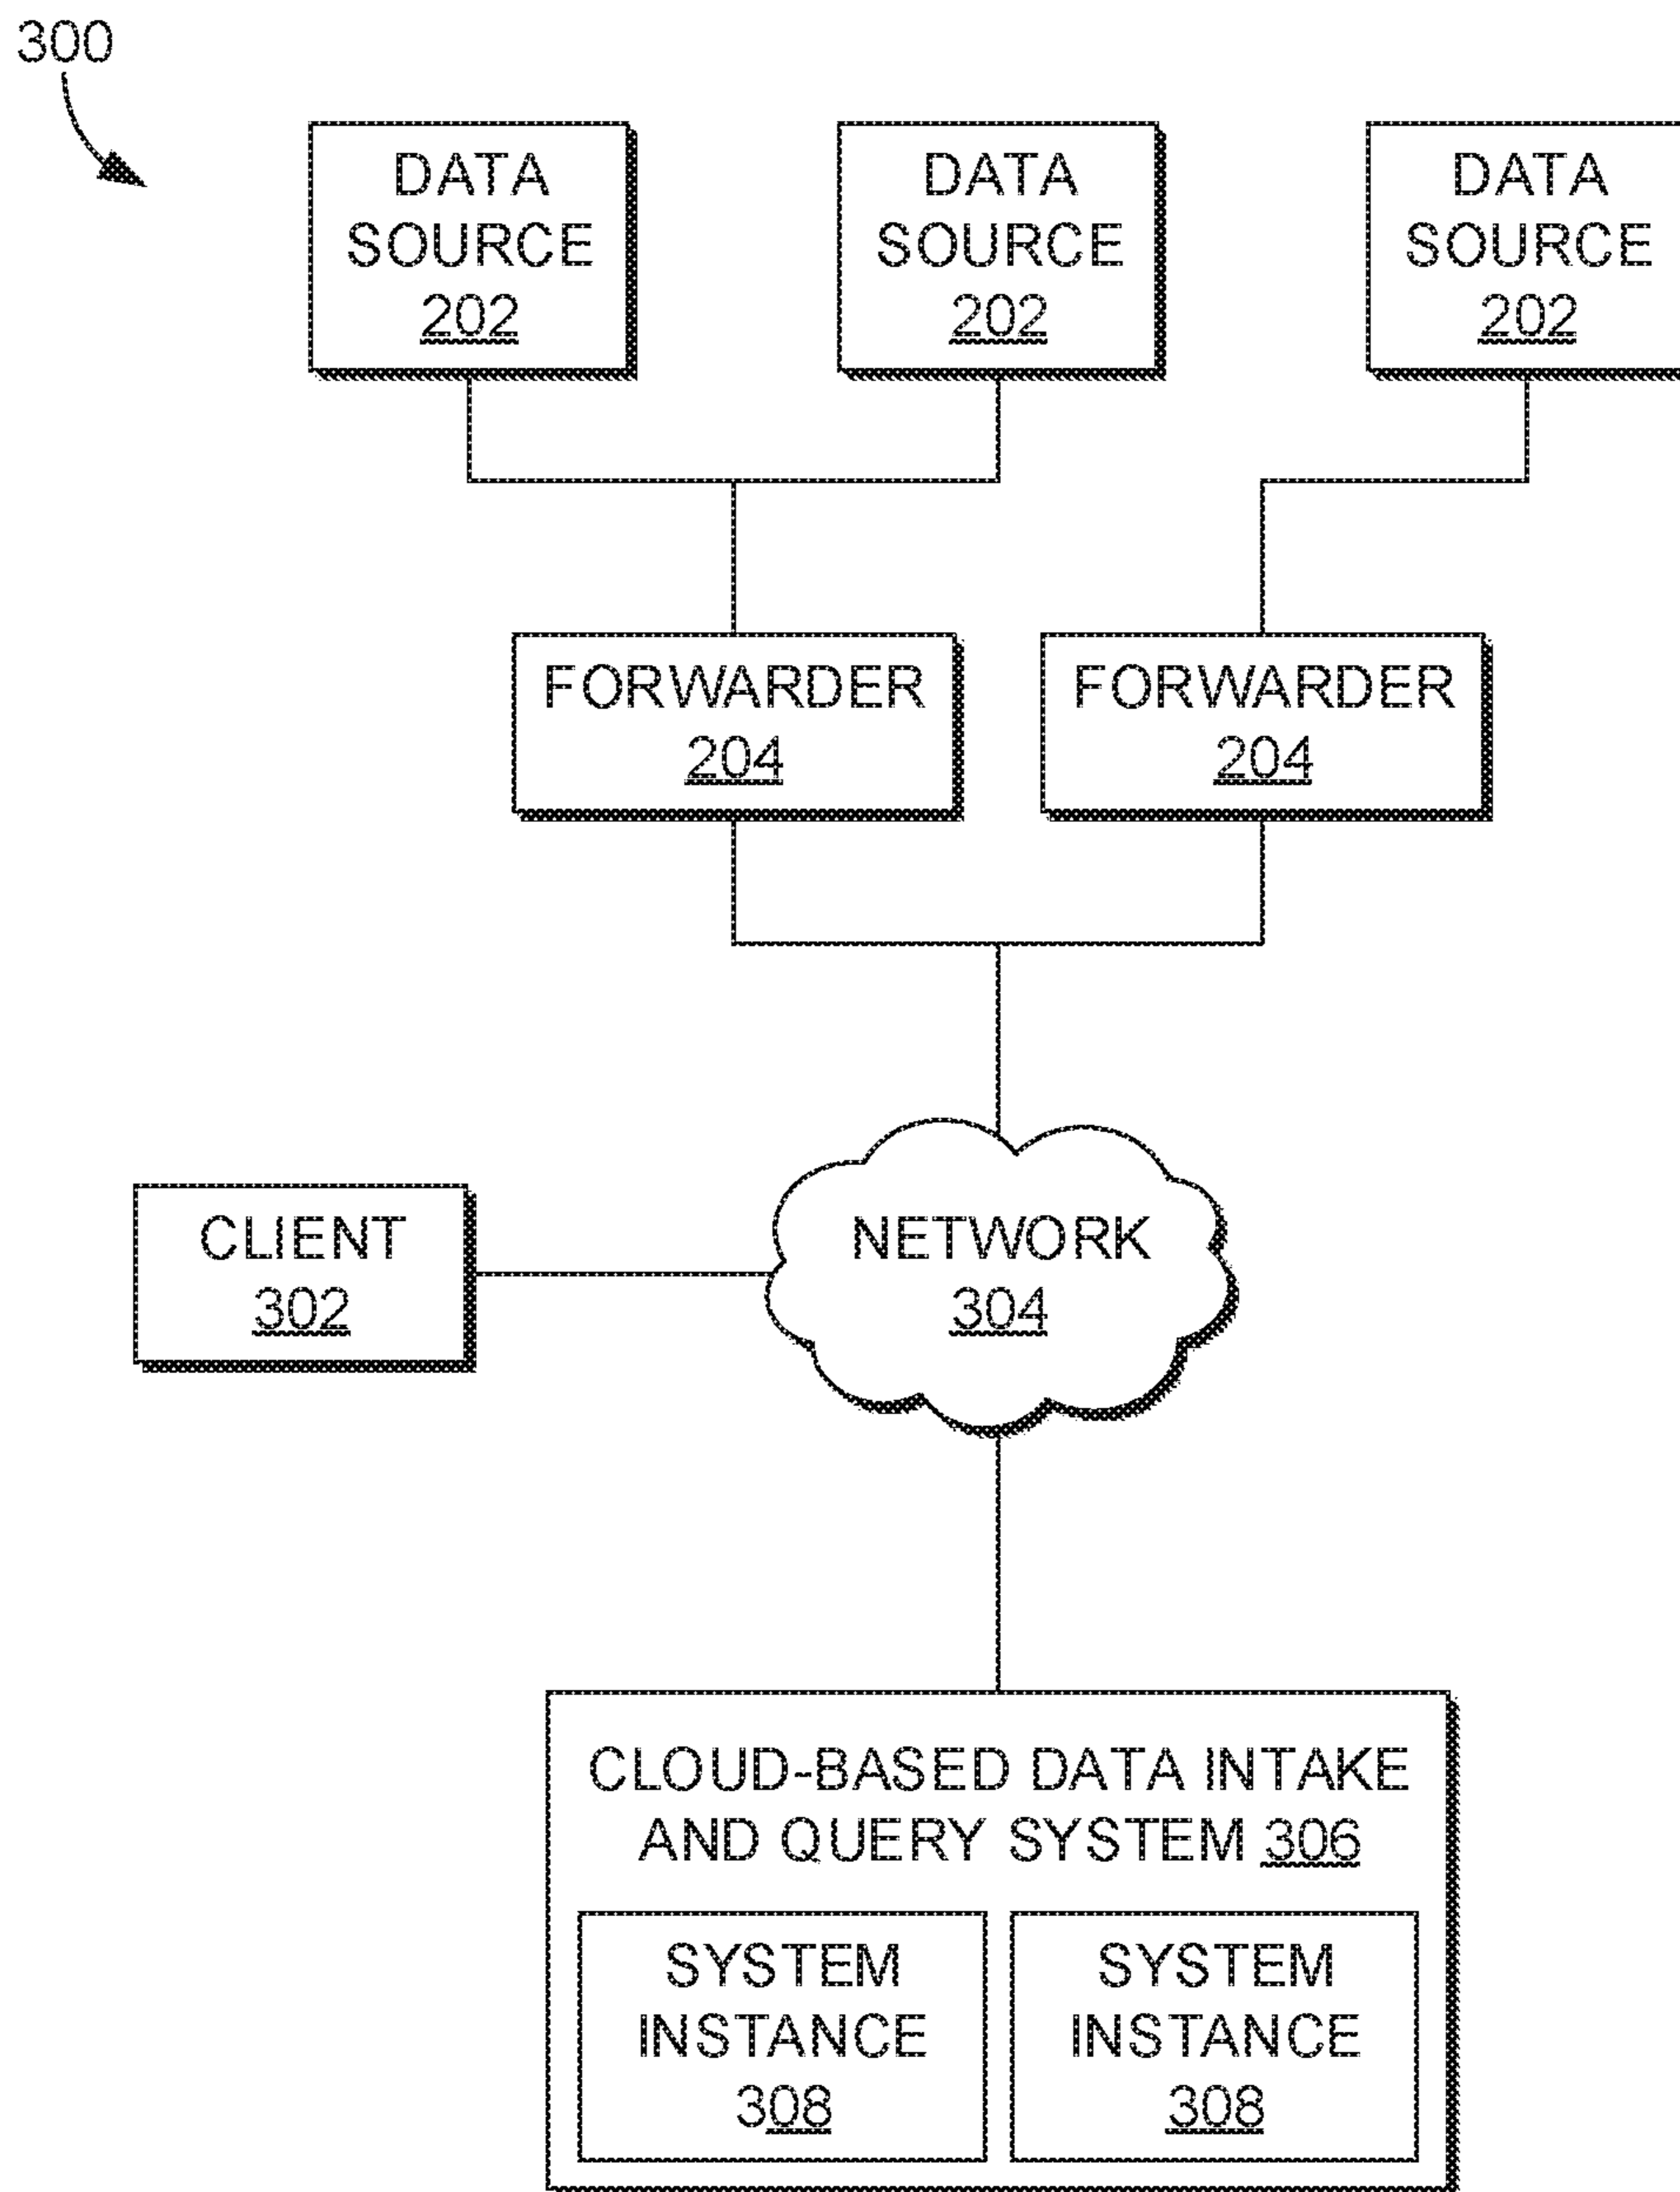 300
DATA
SOURCE
202
DATA
SOURCE
202
DATA
SOURCE
202
FORWARDER
204
FORWARDER
204
CLIENT
302
NETWORK
304
CLOUD-BASED DATA INTAKE
AND QUERY SYSTEM 306
SYSTEM
INSTANCE
308
SYSTEM
INSTANCE
308